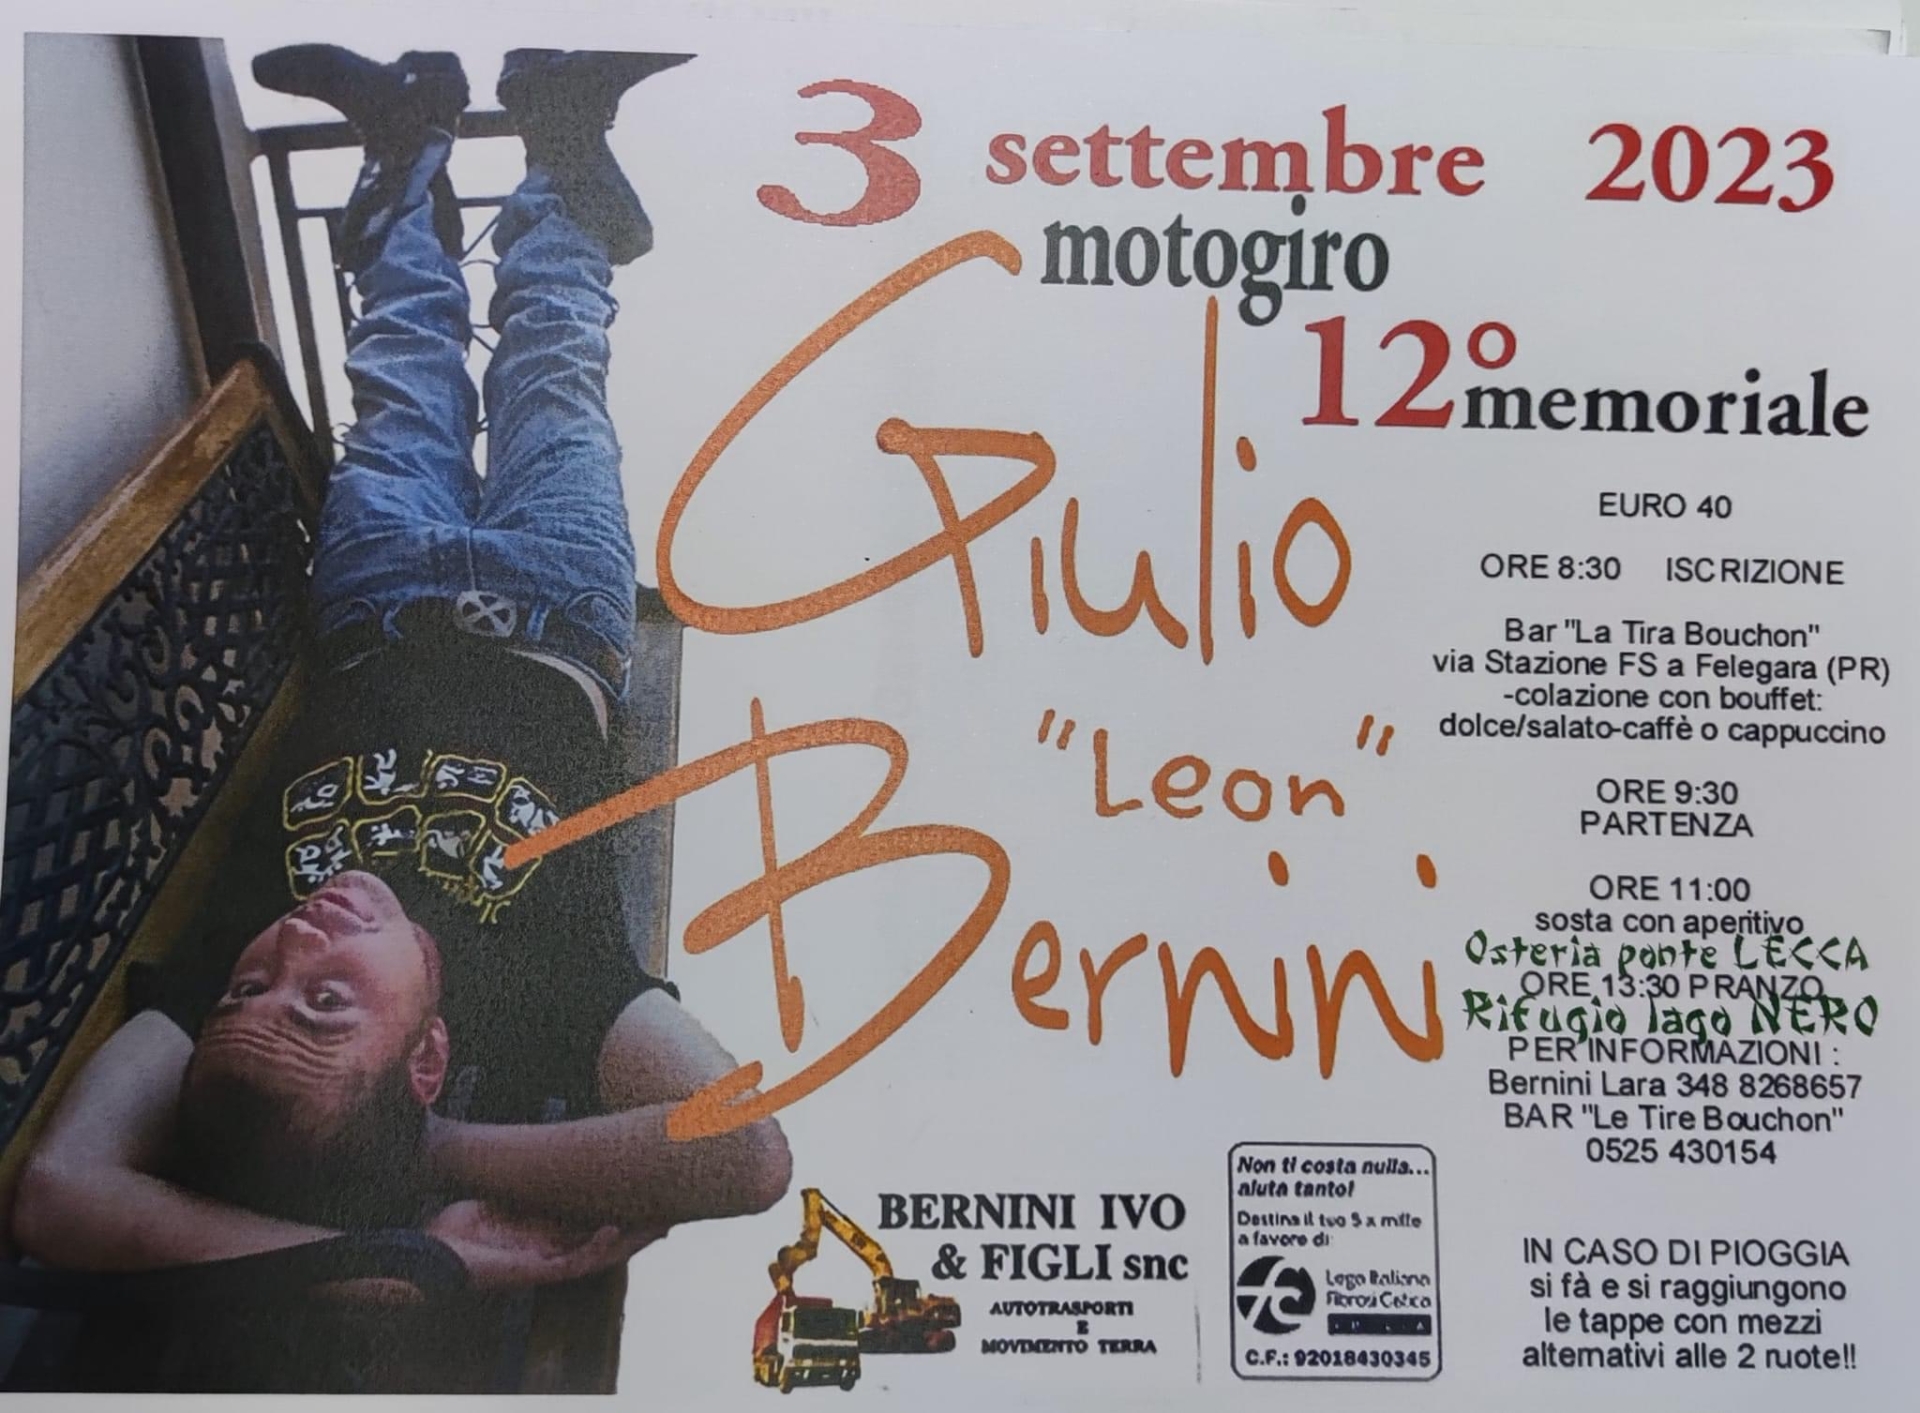 3 settembre 2023
motogiro
12° memoriale
Giulio
"Leon"
Bernini
EURO 40
ORE 8:30 ISCRIZIONE
Bar "La Tira Bouchon"
via Stazione FS a Felegara (PR)
-colazione con bouffet:
dolce/salato-caffè o cappuccino
ORE 9:30
PARTENZA
ORE 11:00
sosta con aperitivo
Osteria ponte LECCA
ORE 13:30 PRANZO
Rifugio lago NERO
PER INFORMAZIONI :
Bernini Lara 348 8268657
BAR "Le Tire Bouchon"
0525 430154
IN CASO DI PIOGGIA
si fà e si raggiungono
le tappe con mezzi
alternativi alle 2 ruote!!
BERNINI IVO
& FIGLI snc
AUTOTRASPORTI
E
MOVIMENTO TERRA
Non ti costa nulla...
aiuta tanto!
Destina il tuo 5 x mille
a favore di:
Lega Italiana
Fibrosi Cistica
C.F.: 92018430345